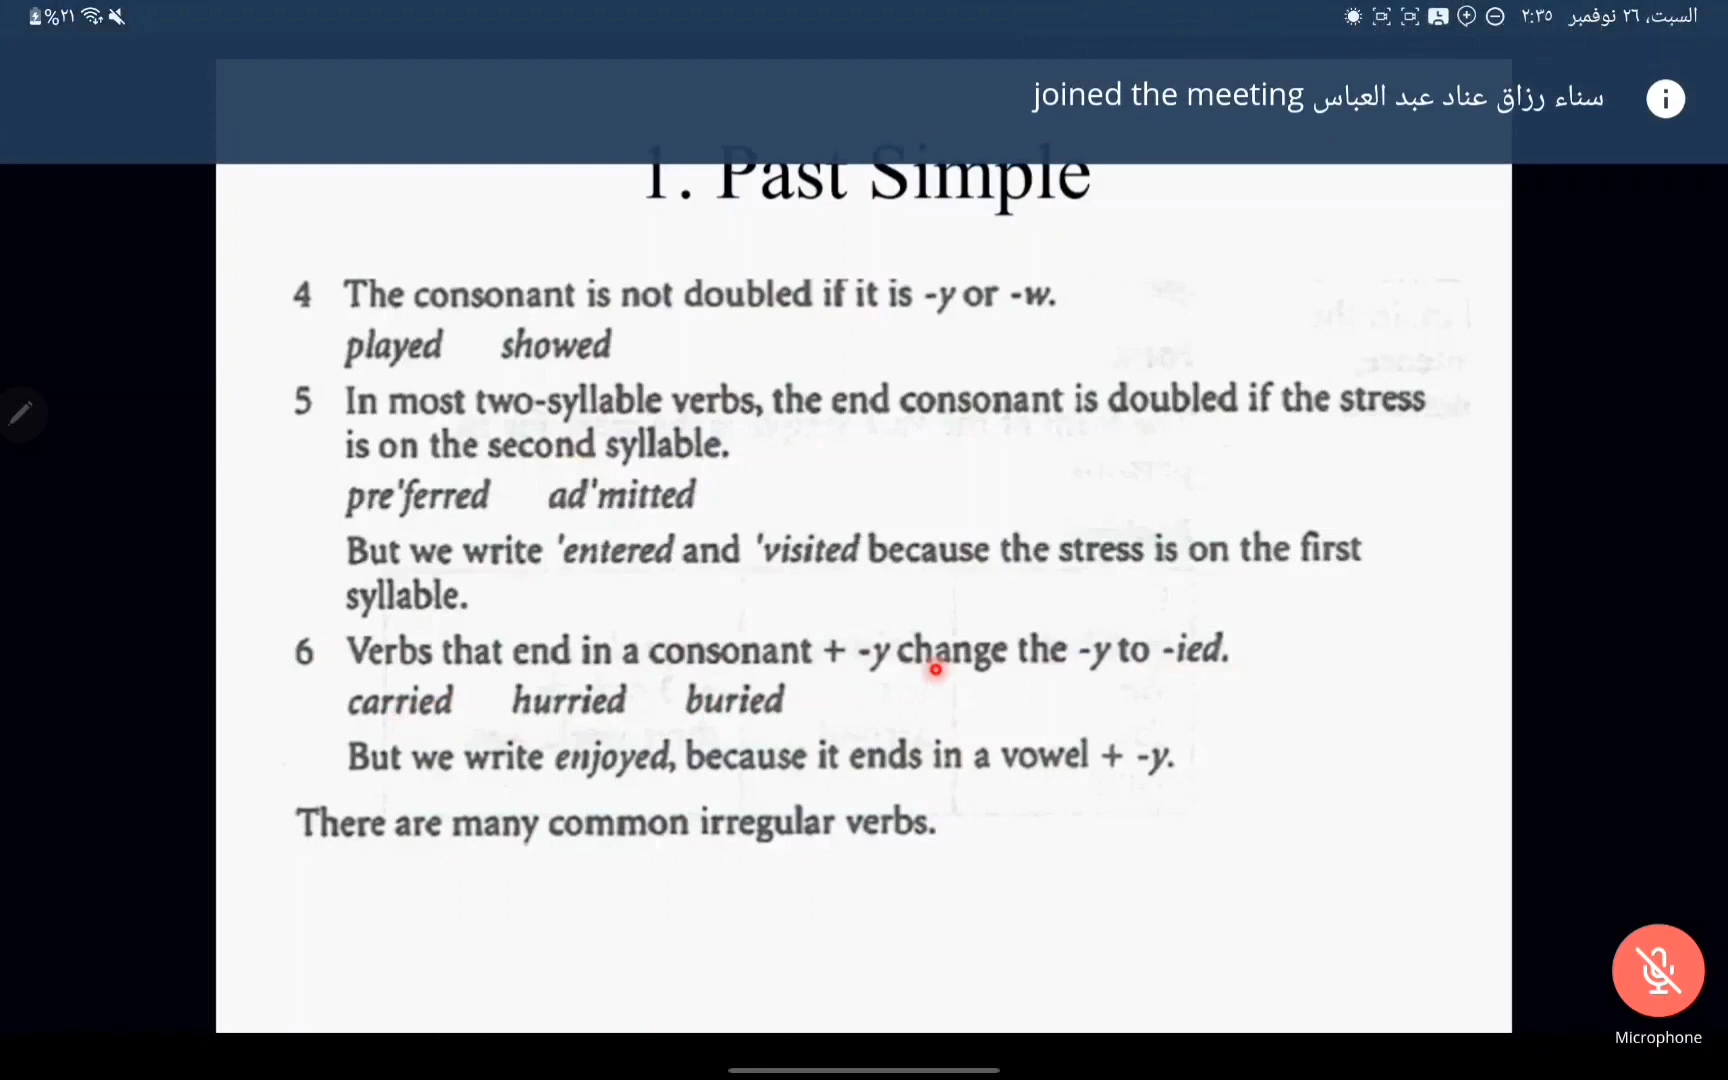 %٢١
السبت، ٢٦ نوفمبر ٢:٣٥
سناء رزاق عناد عبد العباس joined the meeting
1. Past Simple
4 The consonant is not doubled if it is -y or -w.
played showed
5 In most two-syllable verbs, the end consonant is doubled if the stress
is on the second syllable.
pre'ferred ad'mitted
But we write 'entered and 'visited because the stress is on the first
syllable.
6 Verbs that end in a consonant + -y change the -y to -ied.
carried hurried buried
But we write enjoyed, because it ends in a vowel + -y.
There are many common irregular verbs.
Microphone